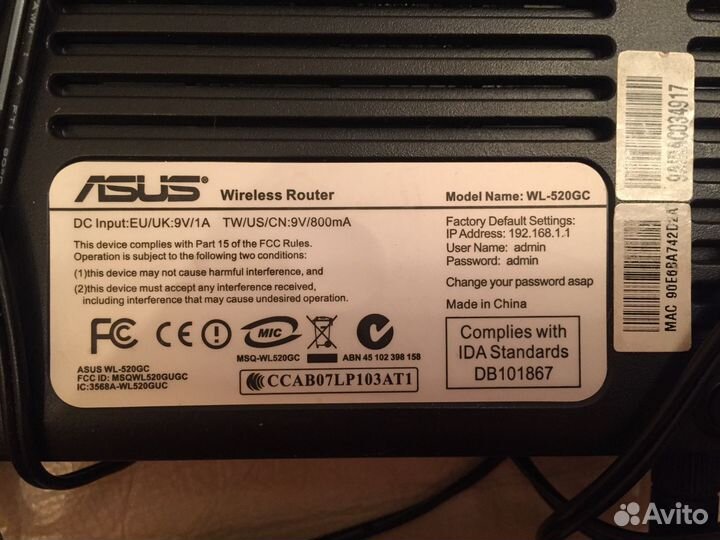 ASUS Wireless Router
Model Name: WL-520GC
DC Input:EU/UK:9V/1A TW/US/CN:9V/800mA
This device complies with Part 15 of the FCC Rules.
Operation is subject to the following two conditions:
(1)this device may not cause harmful interference, and
(2)this device must accept any interference received,
including interference that may cause undesired operation.
Factory Default Settings:
IP Address: 192.168.1.1
User Name: admin
Password: admin
Change your password asap
Made in China
FC CE MIC N
MSQ-WL520GC
ABN 45 102 398 158
ASUS WL-520GC
FCC ID: MSQWL520GUGC
IC:3568A-WL520GUC
CCAB07LP103AT1
Complies with
IDA Standards
DB101867
MAC 90E6BA742D2A
Avito